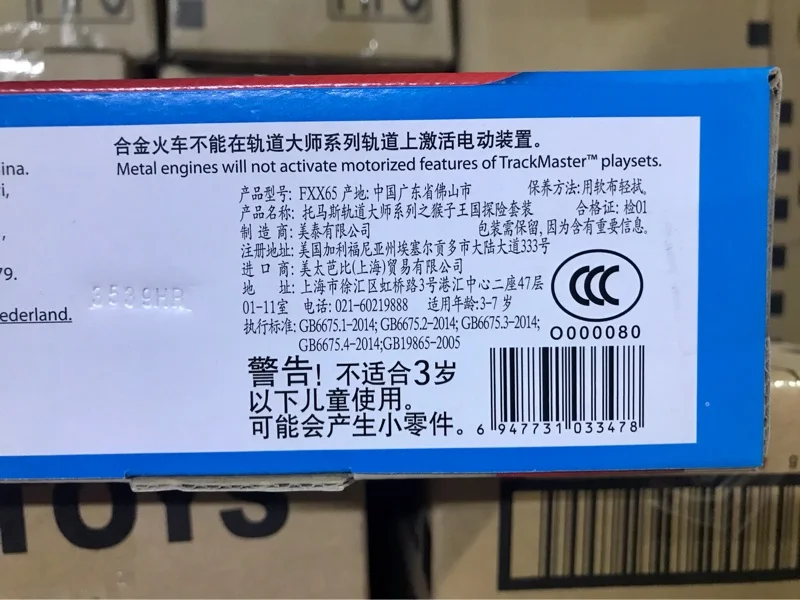 合金火车不能在轨道大师系列轨道上激活电动装置。
Metal engines will not activate motorized features of TrackMaster™ playsets.
ina.
i,
,
79.
ederland.
3539HR
产品型号: FXX65 产地: 中国广东省佛山市 保养方法:用软布轻拭。
产品名称: 托马斯轨道大师系列之猴子王国探险套装 合格证: 检01
制 造 商: 美泰有限公司 包装需保留,因为含有重要信息。
注册地址: 美国加利福尼亚州埃塞尔贡多市大陆大道333号
进 口 商: 美太芭比(上海)贸易有限公司
地 址: 上海市徐汇区虹桥路3号港汇中心二座47层
01-11室 电话: 021-60219888 适用年龄:3-7 岁
执行标准: GB6675.1-2014; GB6675.2-2014; GB6675.3-2014;
GB6675.4-2014;GB19865-2005
CCC
O000080
警告! 不适合3岁
以下儿童使用。
可能会产生小零件。
6 947731 033478
TOYS